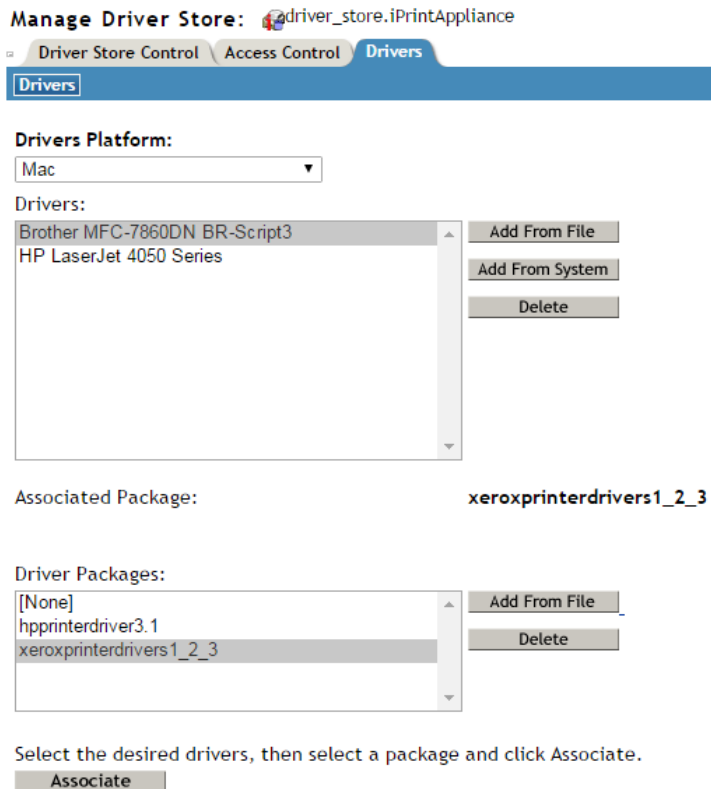 Manage Driver Store: driver_store.iPrintAppliance
Driver Store Control Access Control Drivers
Drivers
Drivers Platform:
Mac
Drivers:
Brother MFC-7860DN BR-Script3
HP LaserJet 4050 Series
Add From File
Add From System
Delete
Associated Package: xeroxprinterdrivers1_2_3
Driver Packages:
[None]
hpprinterdriver3.1
xeroxprinterdrivers1_2_3
Add From File
Delete
Select the desired drivers, then select a package and click Associate.
Associate